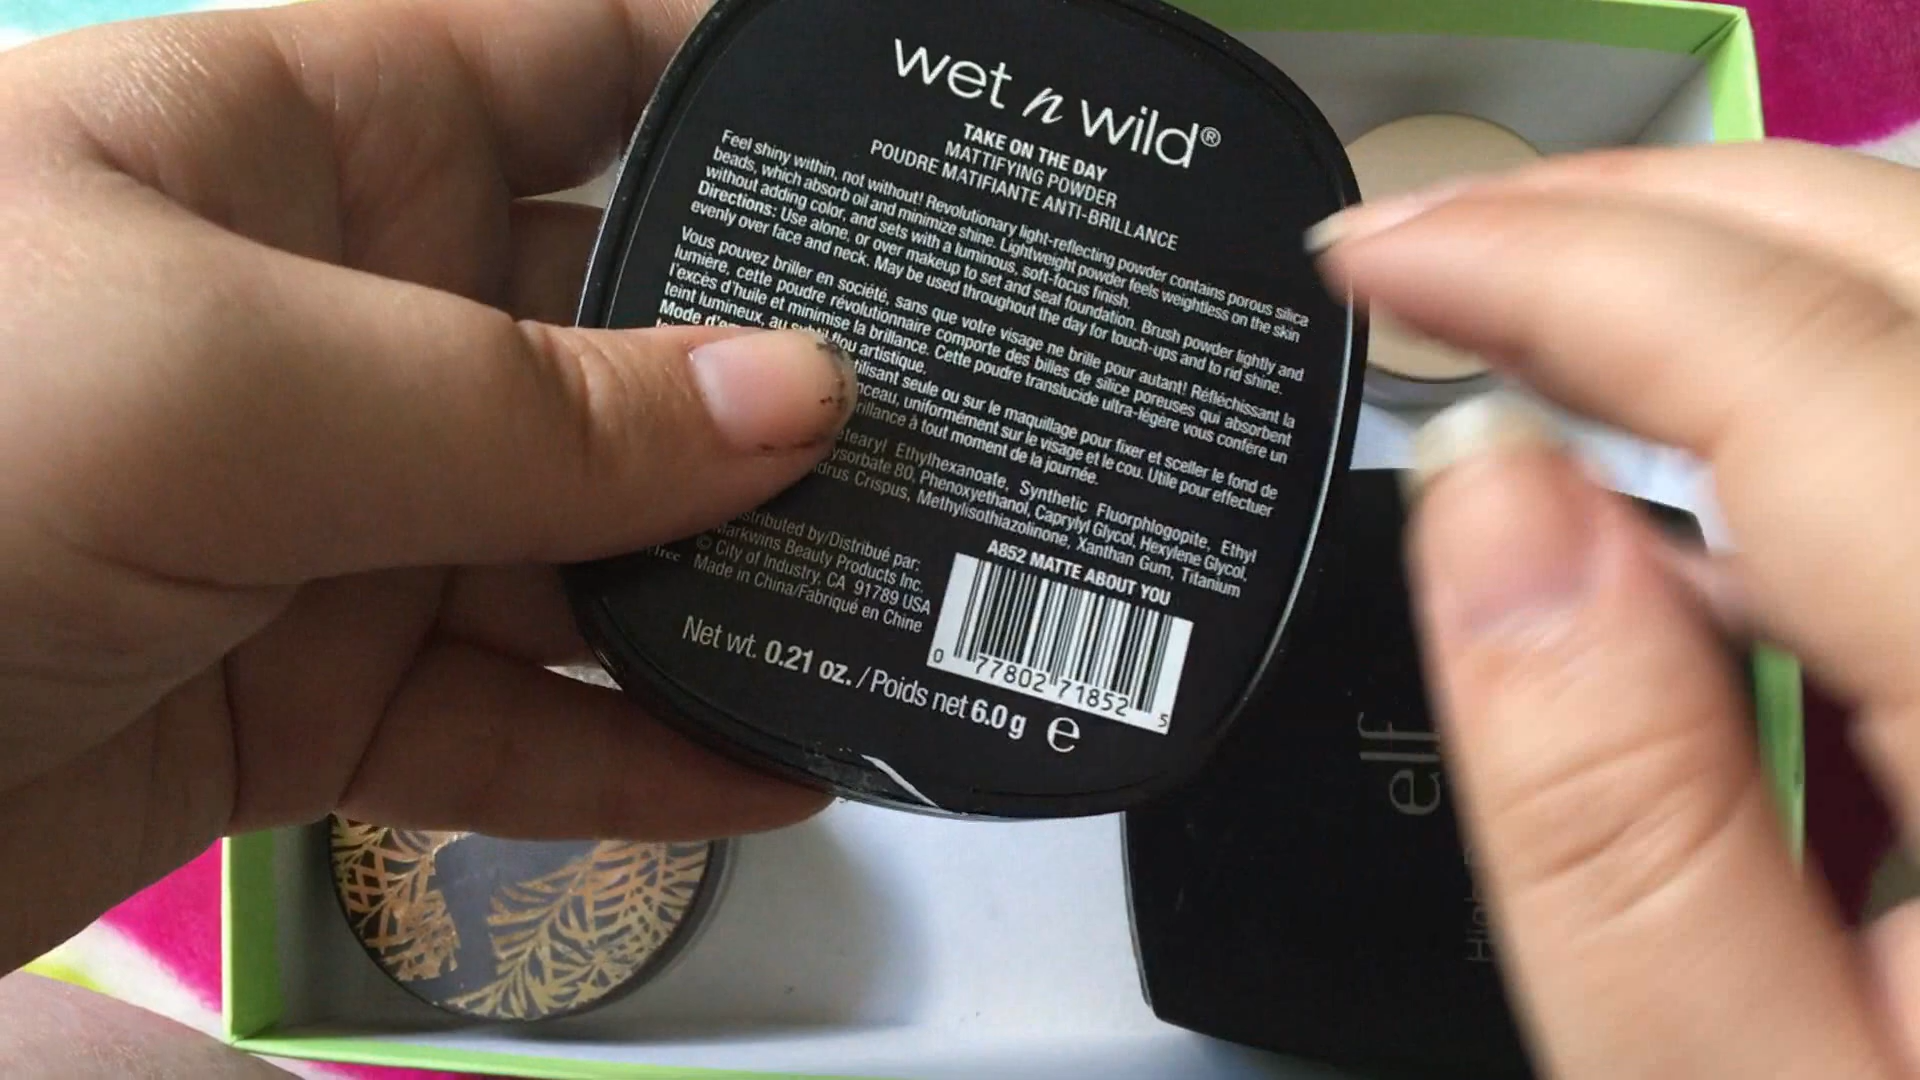 wet n wild®
TAKE ON THE DAY
MATTIFYING POWDER
POUDRE MATIFIANTE ANTI-BRILLANCE
Feel shiny within, not without! Revolutionary light-reflecting powder contains porous silica
beads, which absorb oil and minimize shine. Lightweight powder feels weightless on the skin
without adding color, and sets with a luminous, soft-focus finish.
Directions: Use alone, or over makeup to set and seal foundation. Brush powder lightly and
evenly over face and neck. May be used throughout the day for touch-ups and to rid shine.
Vous pouvez briller en société, sans que votre visage ne brille pour autant! Réfléchissant la
lumière, cette poudre révolutionnaire comporte des billes de silice poreuses qui absorbent
l'excès d'huile et minimise la brillance. Cette poudre translucide ultra-légère vous confère un
teint lumineux, au flou artistique.
Mode seule ou sur le maquillage pour fixer et sceller le fond de
uniformément sur le visage et le cou. Utile pour effectuer
à tout moment de la journée.
Ethylhexanoate, Synthetic Fluorphlogopite, Ethyl
80, Phenoxyethanol, Caprylyl Glycol, Hexylene Glycol,
Crispus, Methylisothiazolinone, Xanthan Gum, Titanium
by/Distribué par:
Markwins Beauty Products Inc.
© City of Industry, CA 91789 USA
Made in China/Fabriqué en Chine
A852 MATTE ABOUT YOU
0 77802 71852 5
Net wt. 0.21 oz. / Poids net 6.0 g e
elf